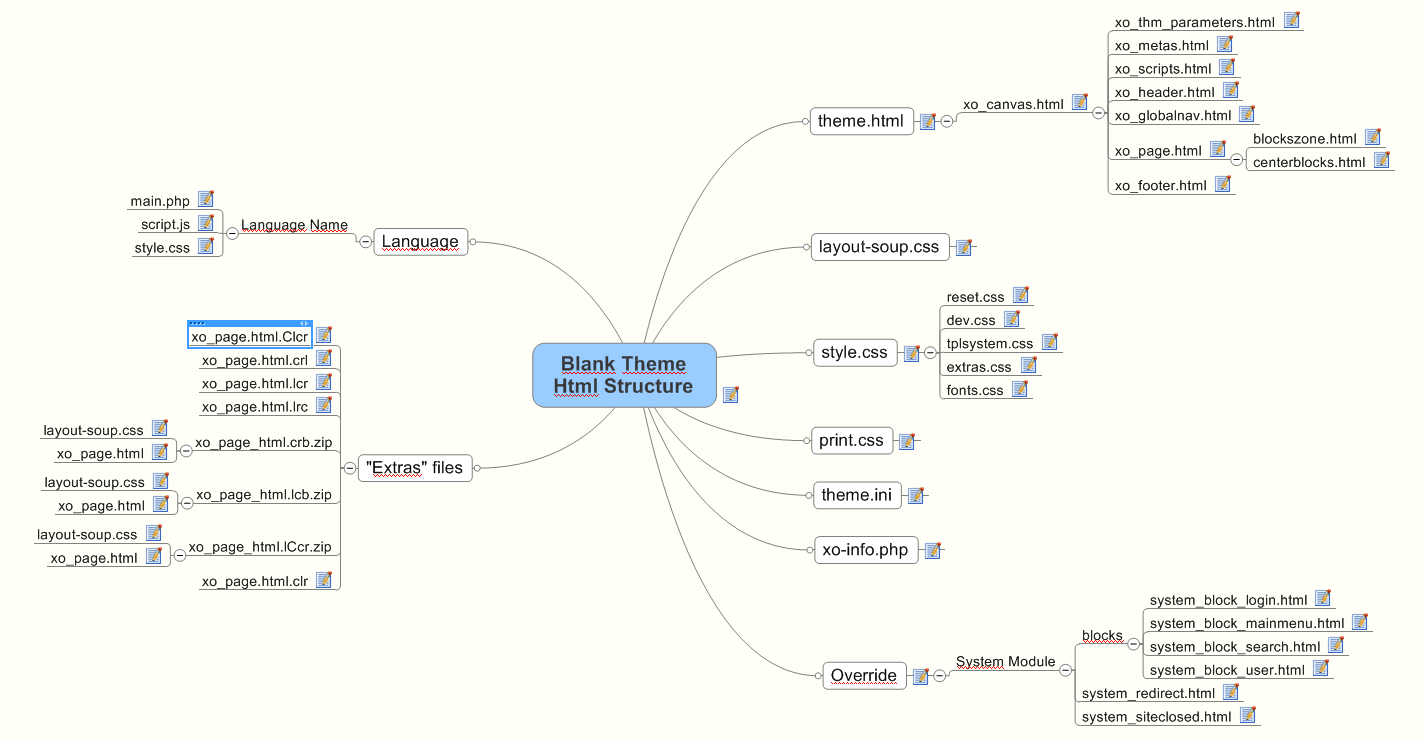 Blank Theme
Html Structure
theme.html
xo_canvas.html
xo_thm_parameters.html
xo_metas.html
xo_scripts.html
xo_header.html
xo_globalnav.html
xo_page.html
blockszone.html
centerblocks.html
xo_footer.html
layout-soup.css
style.css
reset.css
dev.css
tplsystem.css
extras.css
fonts.css
print.css
theme.ini
xo-info.php
Override
System Module
blocks
system_block_login.html
system_block_mainmenu.html
system_block_search.html
system_block_user.html
system_redirect.html
system_siteclosed.html
Language
Language Name
main.php
script.js
style.css
"Extras" files
xo_page.html.Clcr
xo_page.html.crl
xo_page.html.lcr
xo_page.html.lrc
xo_page_html.crb.zip
layout-soup.css
xo_page.html
xo_page_html.lcb.zip
layout-soup.css
xo_page.html
xo_page_html.lCcr.zip
layout-soup.css
xo_page.html
xo_page.html.clr